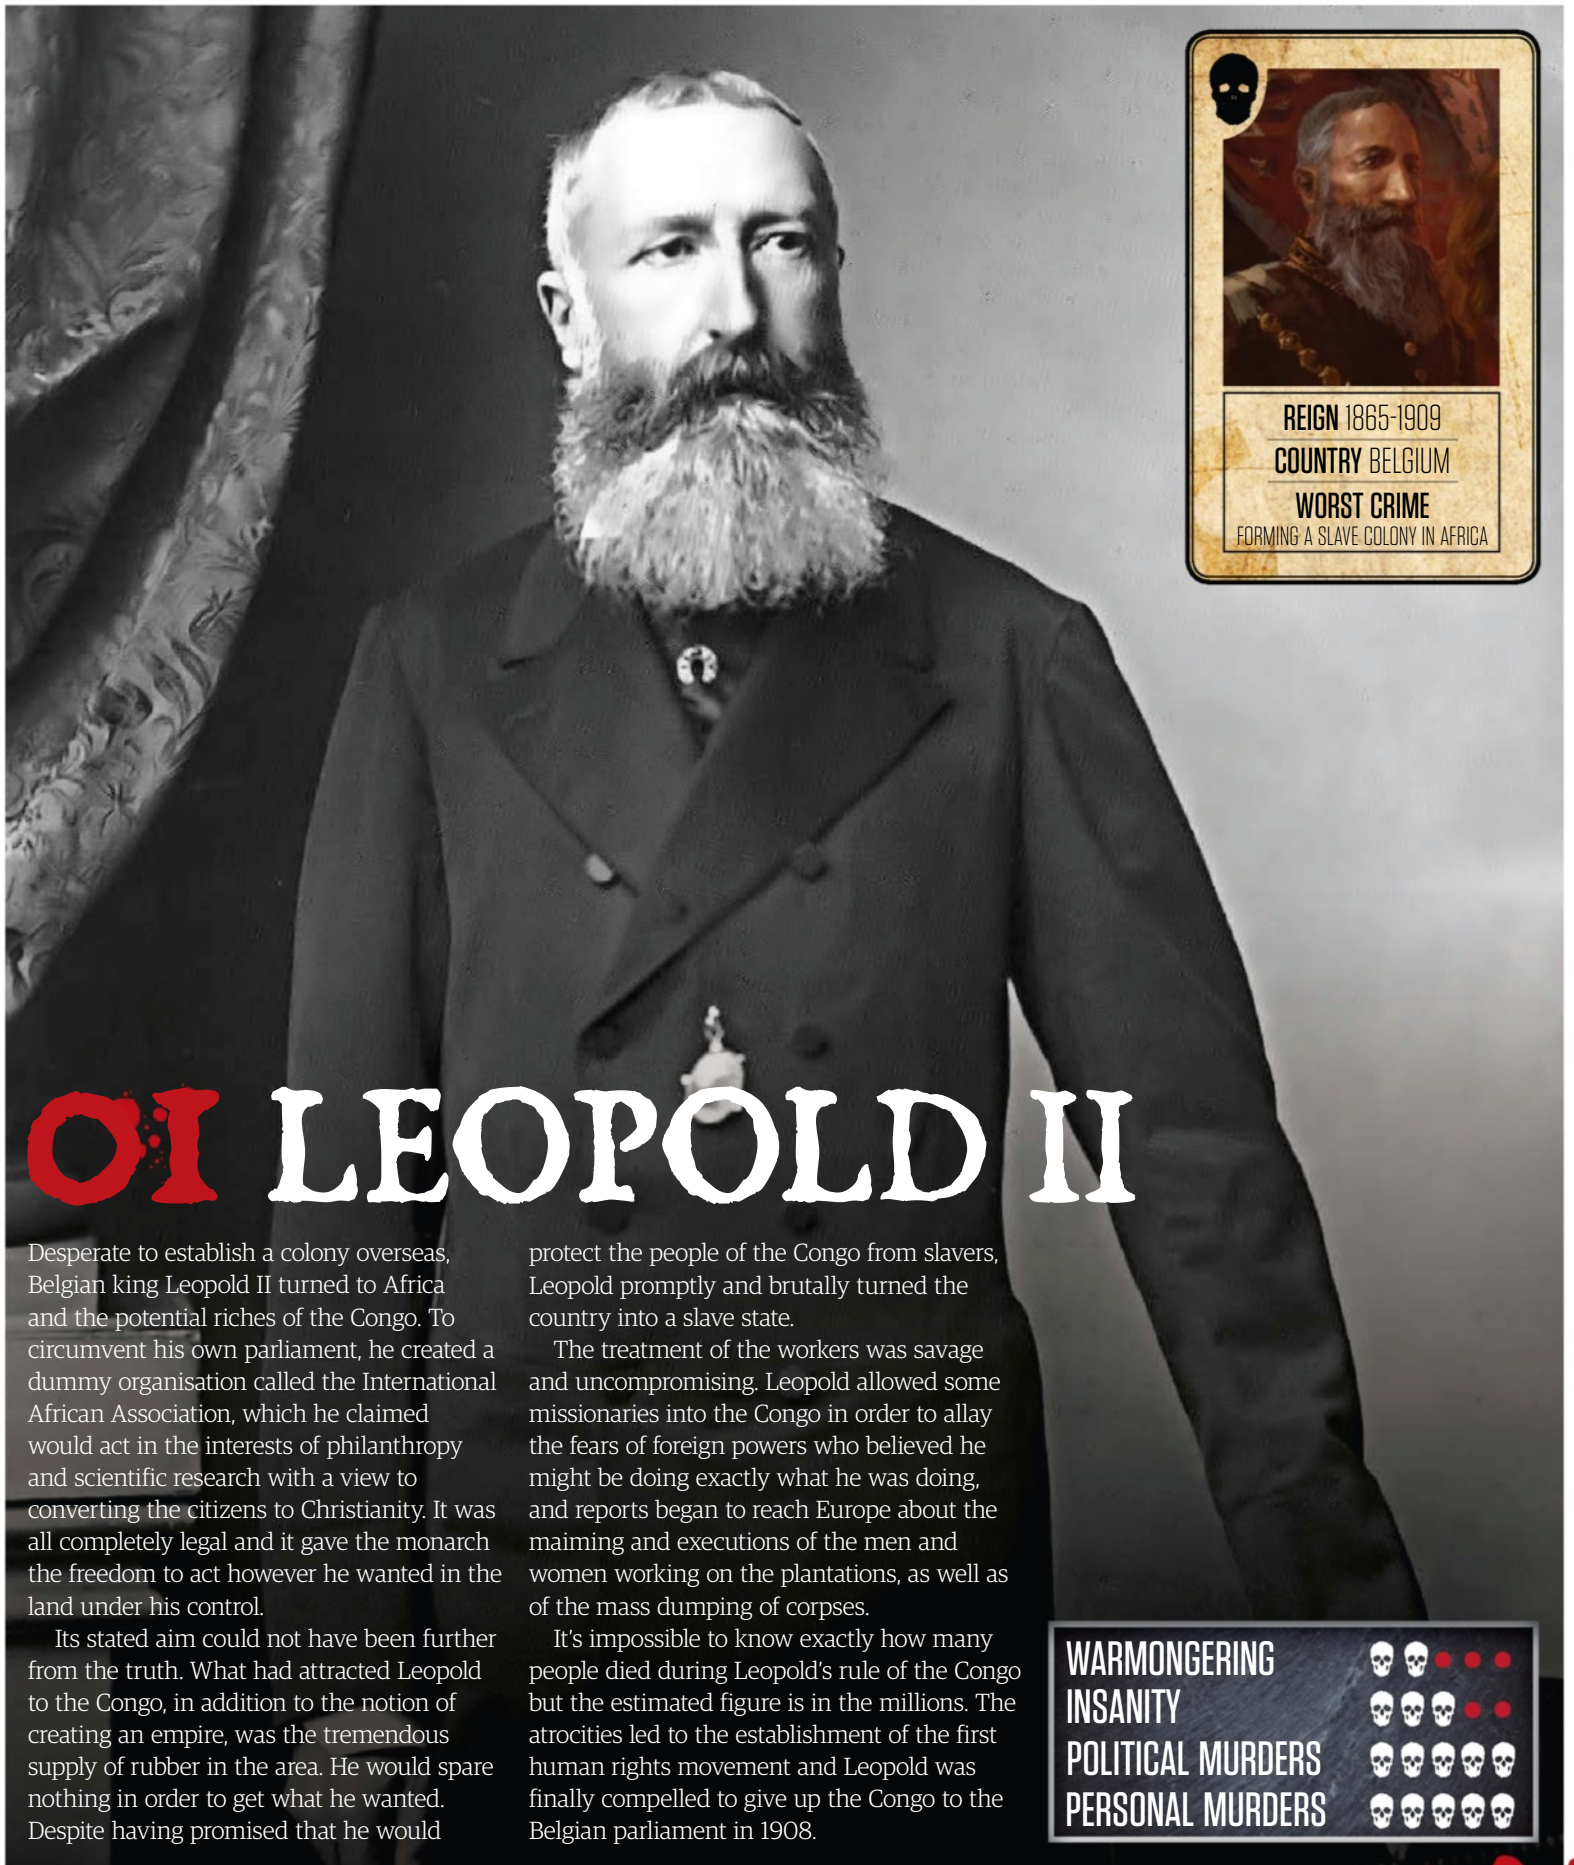 REIGN 1865-1909
COUNTRY BELGIUM
WORST CRIME
FORMING A SLAVE COLONY IN AFRICA
01 LEOPOLD II
Desperate to establish a colony overseas,
Belgian king Leopold II turned to Africa
and the potential riches of the Congo. To
circumvent his own parliament, he created a
dummy organisation called the International
African Association, which he claimed
would act in the interests of philanthropy
and scientific research with a view to
converting the citizens to Christianity. It was
all completely legal and it gave the monarch
the freedom to act however he wanted in the
land under his control.
Its stated aim could not have been further
from the truth. What had attracted Leopold
to the Congo, in addition to the notion of
creating an empire, was the tremendous
supply of rubber in the area. He would spare
nothing in order to get what he wanted.
Despite having promised that he would
protect the people of the Congo from slavers,
Leopold promptly and brutally turned the
country into a slave state.
The treatment of the workers was savage
and uncompromising. Leopold allowed some
missionaries into the Congo in order to allay
the fears of foreign powers who believed he
might be doing exactly what he was doing,
and reports began to reach Europe about the
maiming and executions of the men and
women working on the plantations, as well as
of the mass dumping of corpses.
It's impossible to know exactly how many
people died during Leopold's rule of the Congo
but the estimated figure is in the millions. The
atrocities led to the establishment of the first
human rights movement and Leopold was
finally compelled to give up the Congo to the
Belgian parliament in 1908.
WARMONGERING
INSANITY
POLITICAL MURDERS
PERSONAL MURDERS